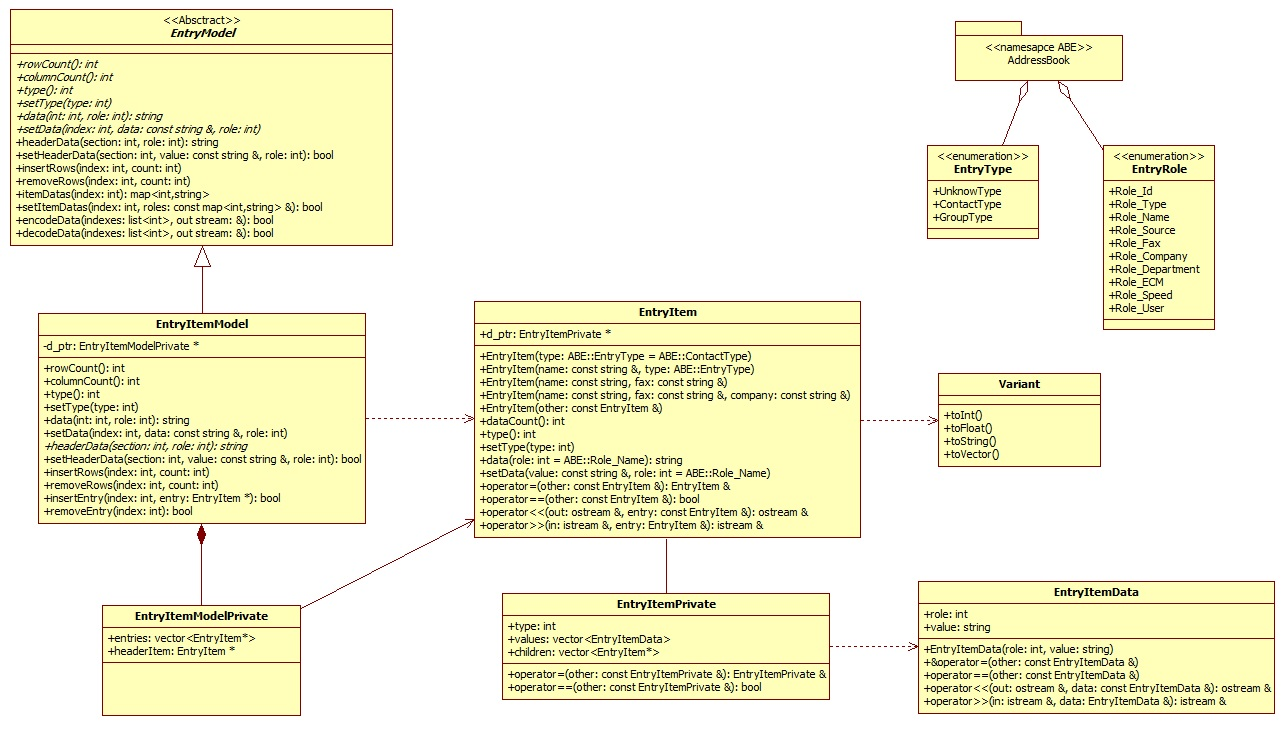 <<Absctract>>
EntryModel
+rowCount(): int
+columnCount(): int
+type(): int
+setType(type: int)
+data(int: int, role: int): string
+setData(index: int, data: const string &, role: int)
+headerData(section: int, role: int): string
+setHeaderData(section: int, value: const string &, role: int): bool
+insertRows(index: int, count: int)
+removeRows(index: int, count: int)
+itemDatas(index: int): map<int,string>
+setItemDatas(index: int, roles: const map<int,string> &): bool
+encodeData(indexes: list<int>, out stream: &): bool
+decodeData(indexes: list<int>, out stream: &): bool
<<namesapce ABE>>
AddressBook
<<enumeration>>
EntryType
+UnknowType
+ContactType
+GroupType
<<enumeration>>
EntryRole
+Role_Id
+Role_Type
+Role_Name
+Role_Source
+Role_Fax
+Role_Company
+Role_Department
+Role_ECM
+Role_Speed
+Role_User
EntryItemModel
-d_ptr: EntryItemModelPrivate *
+rowCount(): int
+columnCount(): int
+type(): int
+setType(type: int)
+data(int: int, role: int): string
+setData(index: int, data: const string &, role: int)
+headerData(section: int, role: int): string
+setHeaderData(section: int, value: const string &, role: int): bool
+insertRows(index: int, count: int)
+removeRows(index: int, count: int)
+insertEntry(index: int, entry: EntryItem *): bool
+removeEntry(index: int): bool
EntryItem
+d_ptr: EntryItemPrivate *
+EntryItem(type: ABE::EntryType = ABE::ContactType)
+EntryItem(name: const string &, type: ABE::EntryType)
+EntryItem(name: const string, fax: const string &)
+EntryItem(name: const string, fax: const string &, company: const string &)
+EntryItem(other: const EntryItem &)
+dataCount(): int
+type(): int
+setType(type: int)
+data(role: int = ABE::Role_Name): string
+setData(value: const string &, role: int = ABE::Role_Name)
+operator=(other: const EntryItem &): EntryItem &
+operator==(other: const EntryItem &): bool
+operator<<(out: ostream &, entry: const EntryItem &): ostream &
+operator>>(in: istream &, entry: EntryItem &): istream &
Variant
+toInt()
+toFloat()
+toString()
+toVector()
EntryItemModelPrivate
+entries: vector<EntryItem*>
+headerItem: EntryItem *
EntryItemPrivate
+type: int
+values: vector<EntryItemData>
+children: vector<EntryItem*>
+operator=(other: const EntryItemPrivate &): EntryItemPrivate &
+operator==(other: const EntryItemPrivate &): bool
EntryItemData
+role: int
+value: string
+EntryItemData(role: int, value: string)
+&operator=(other: const EntryItemData &)
+operator==(other: const EntryItemData &)
+operator<<(out: ostream &, data: const EntryItemData &): ostream &
+operator>>(in: istream &, data: EntryItemData &): istream &